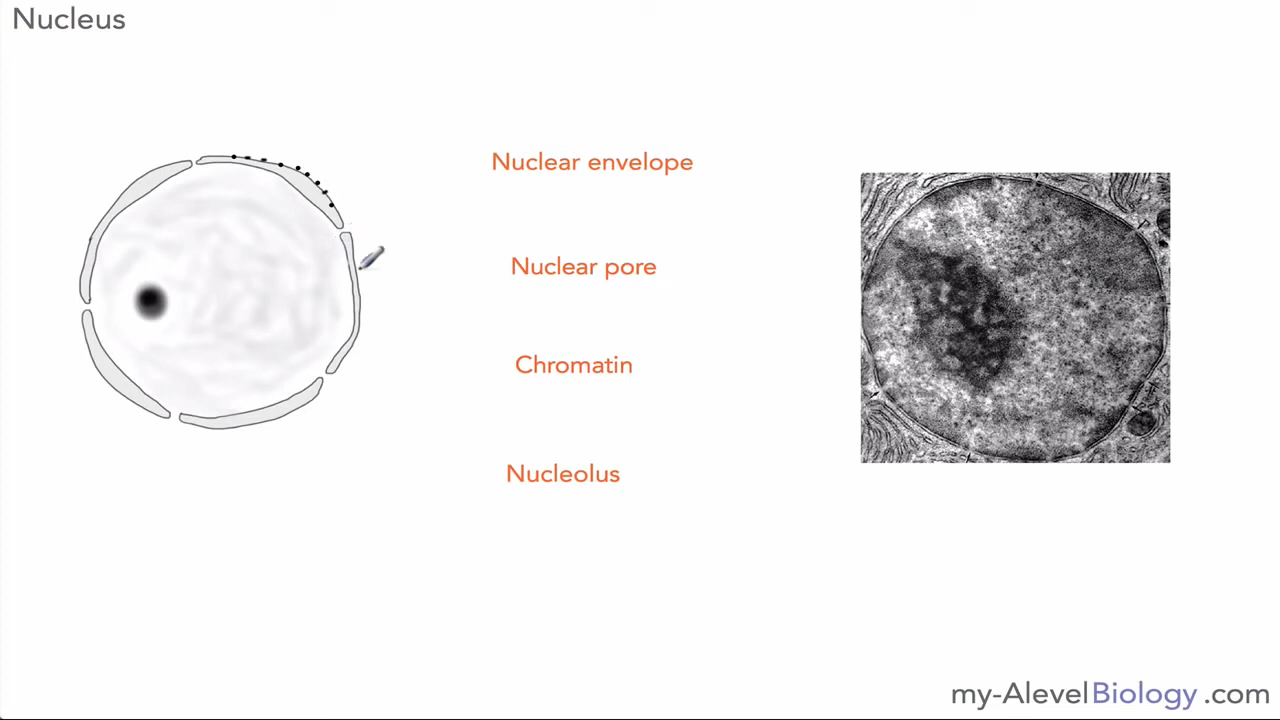 Nucleus
Nuclear envelope
Nuclear pore
Chromatin
Nucleolus
my-AlevelBiology.com